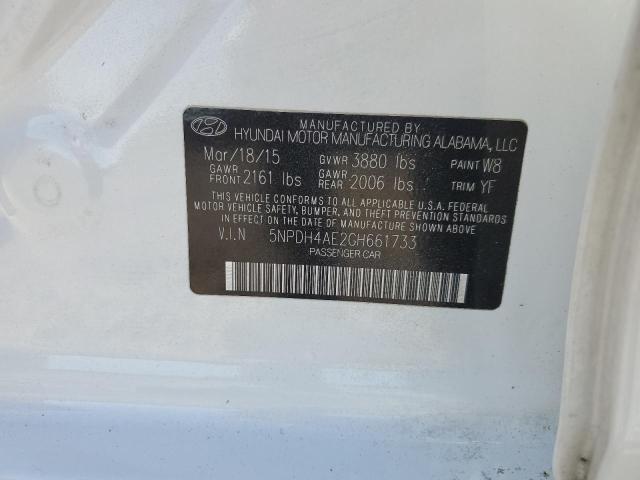 MANUFACTURED BY
HYUNDAI MOTOR MANUFACTURING ALABAMA, LLC
Mar/18/15 GVWR 3880 lbs PAINT W8
GAWR FRONT 2161 lbs GAWR REAR 2006 lbs TRIM YF
THIS VEHICLE CONFORMS TO ALL APPLICABLE U.S.A. FEDERAL
MOTOR VEHICLE SAFETY, BUMPER, AND THEFT PREVENTION
STANDARDS IN EFFECT ON THE DATE OF MANUFACTURE SHOWN ABOVE.
V.I.N 5NPDH4AE2GH661733
PASSENGER CAR